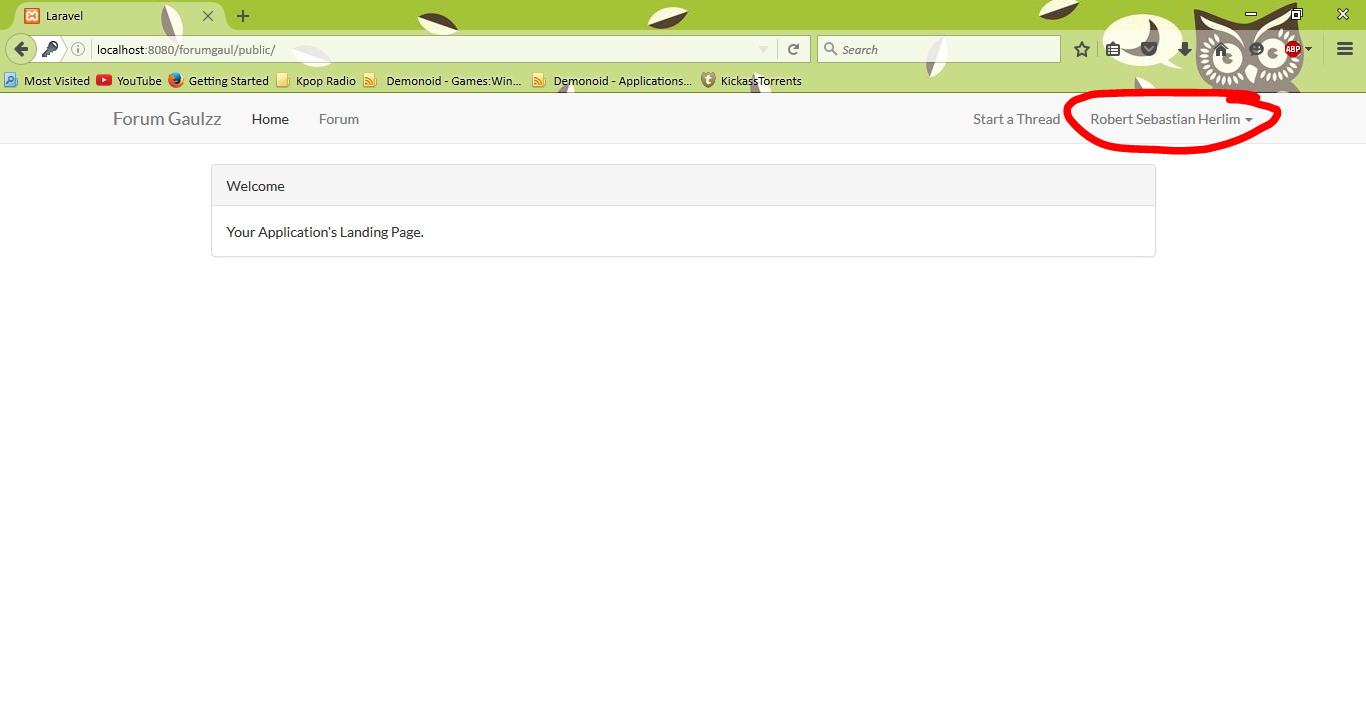 Laravel
localhost:8080/forumgaul/public/
Search
ABP
Most Visited YouTube Getting Started Kpop Radio Demonoid - Games:Win... Demonoid - Applications... KickassTorrents
Forum Gaulzz Home Forum Start a Thread Robert Sebastian Herlim
Welcome
Your Application's Landing Page.